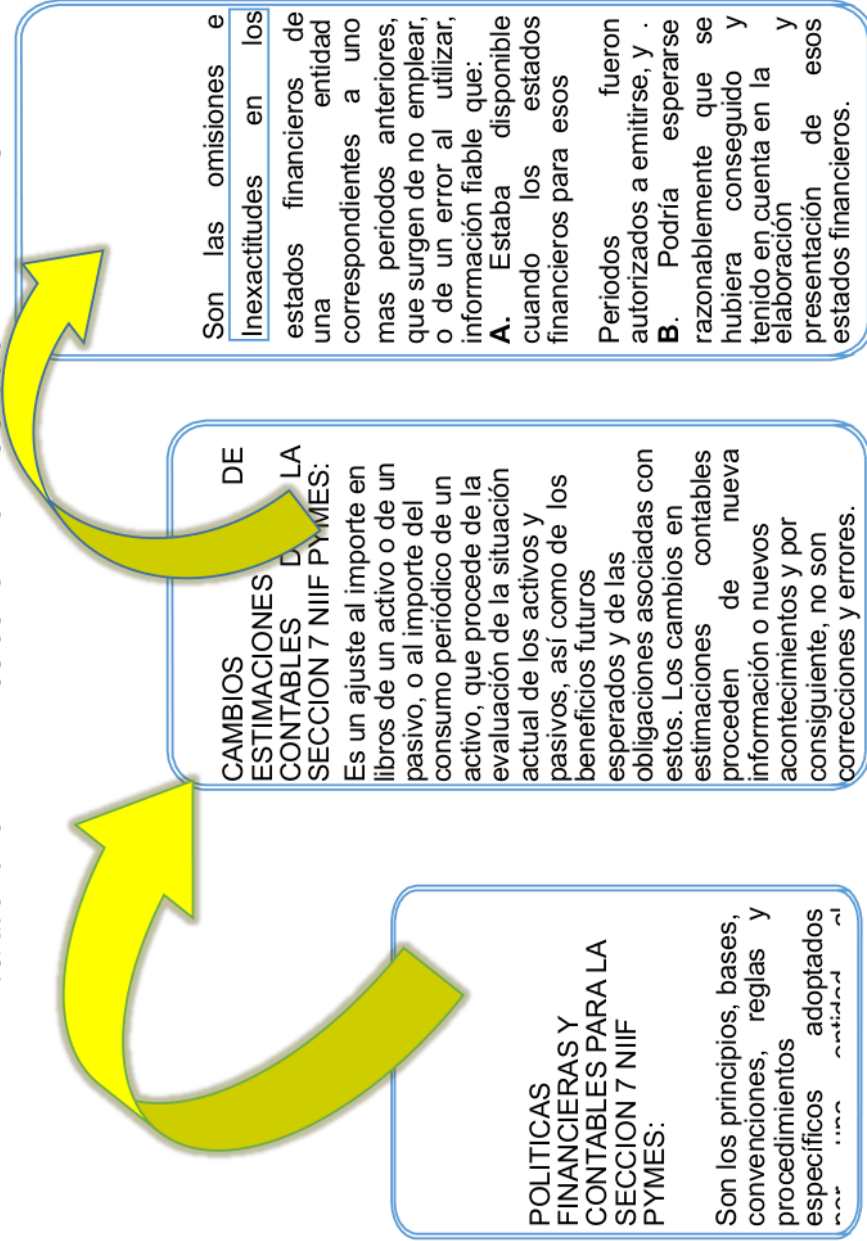 POLITICAS
FINANCIERAS Y
CONTABLES PARA LA
SECCION 7 NIIF
PYMES:
Son los principios, bases,
convenciones, reglas y
procedimientos
específicos adoptados
CAMBIOS DE
ESTIMACIONES
CONTABLES LA
SECCION 7 NIIF PYMES:
Es un ajuste al importe en
libros de un activo o de un
pasivo, o al importe del
consumo periódico de un
activo, que procede de la
evaluación de la situación
actual de los activos y
pasivos, así como de los
beneficios futuros
esperados y de las
obligaciones asociadas con
estos. Los cambios en
estimaciones contables
proceden de nueva
información o nuevos
acontecimientos y por
consiguiente, no son
correcciones y errores.
Son las omisiones e
Inexactitudes en los
estados financieros de
una entidad
correspondientes a uno
mas periodos anteriores,
que surgen de no emplear,
o de un error al utilizar,
información fiable que:
A. Estaba disponible
cuando los estados
financieros para esos
Periodos fueron
autorizados a emitirse, y .
B. Podría esperarse
razonablemente que se
hubiera conseguido y
tenido en cuenta en la
elaboración y
presentación de esos
estados financieros.